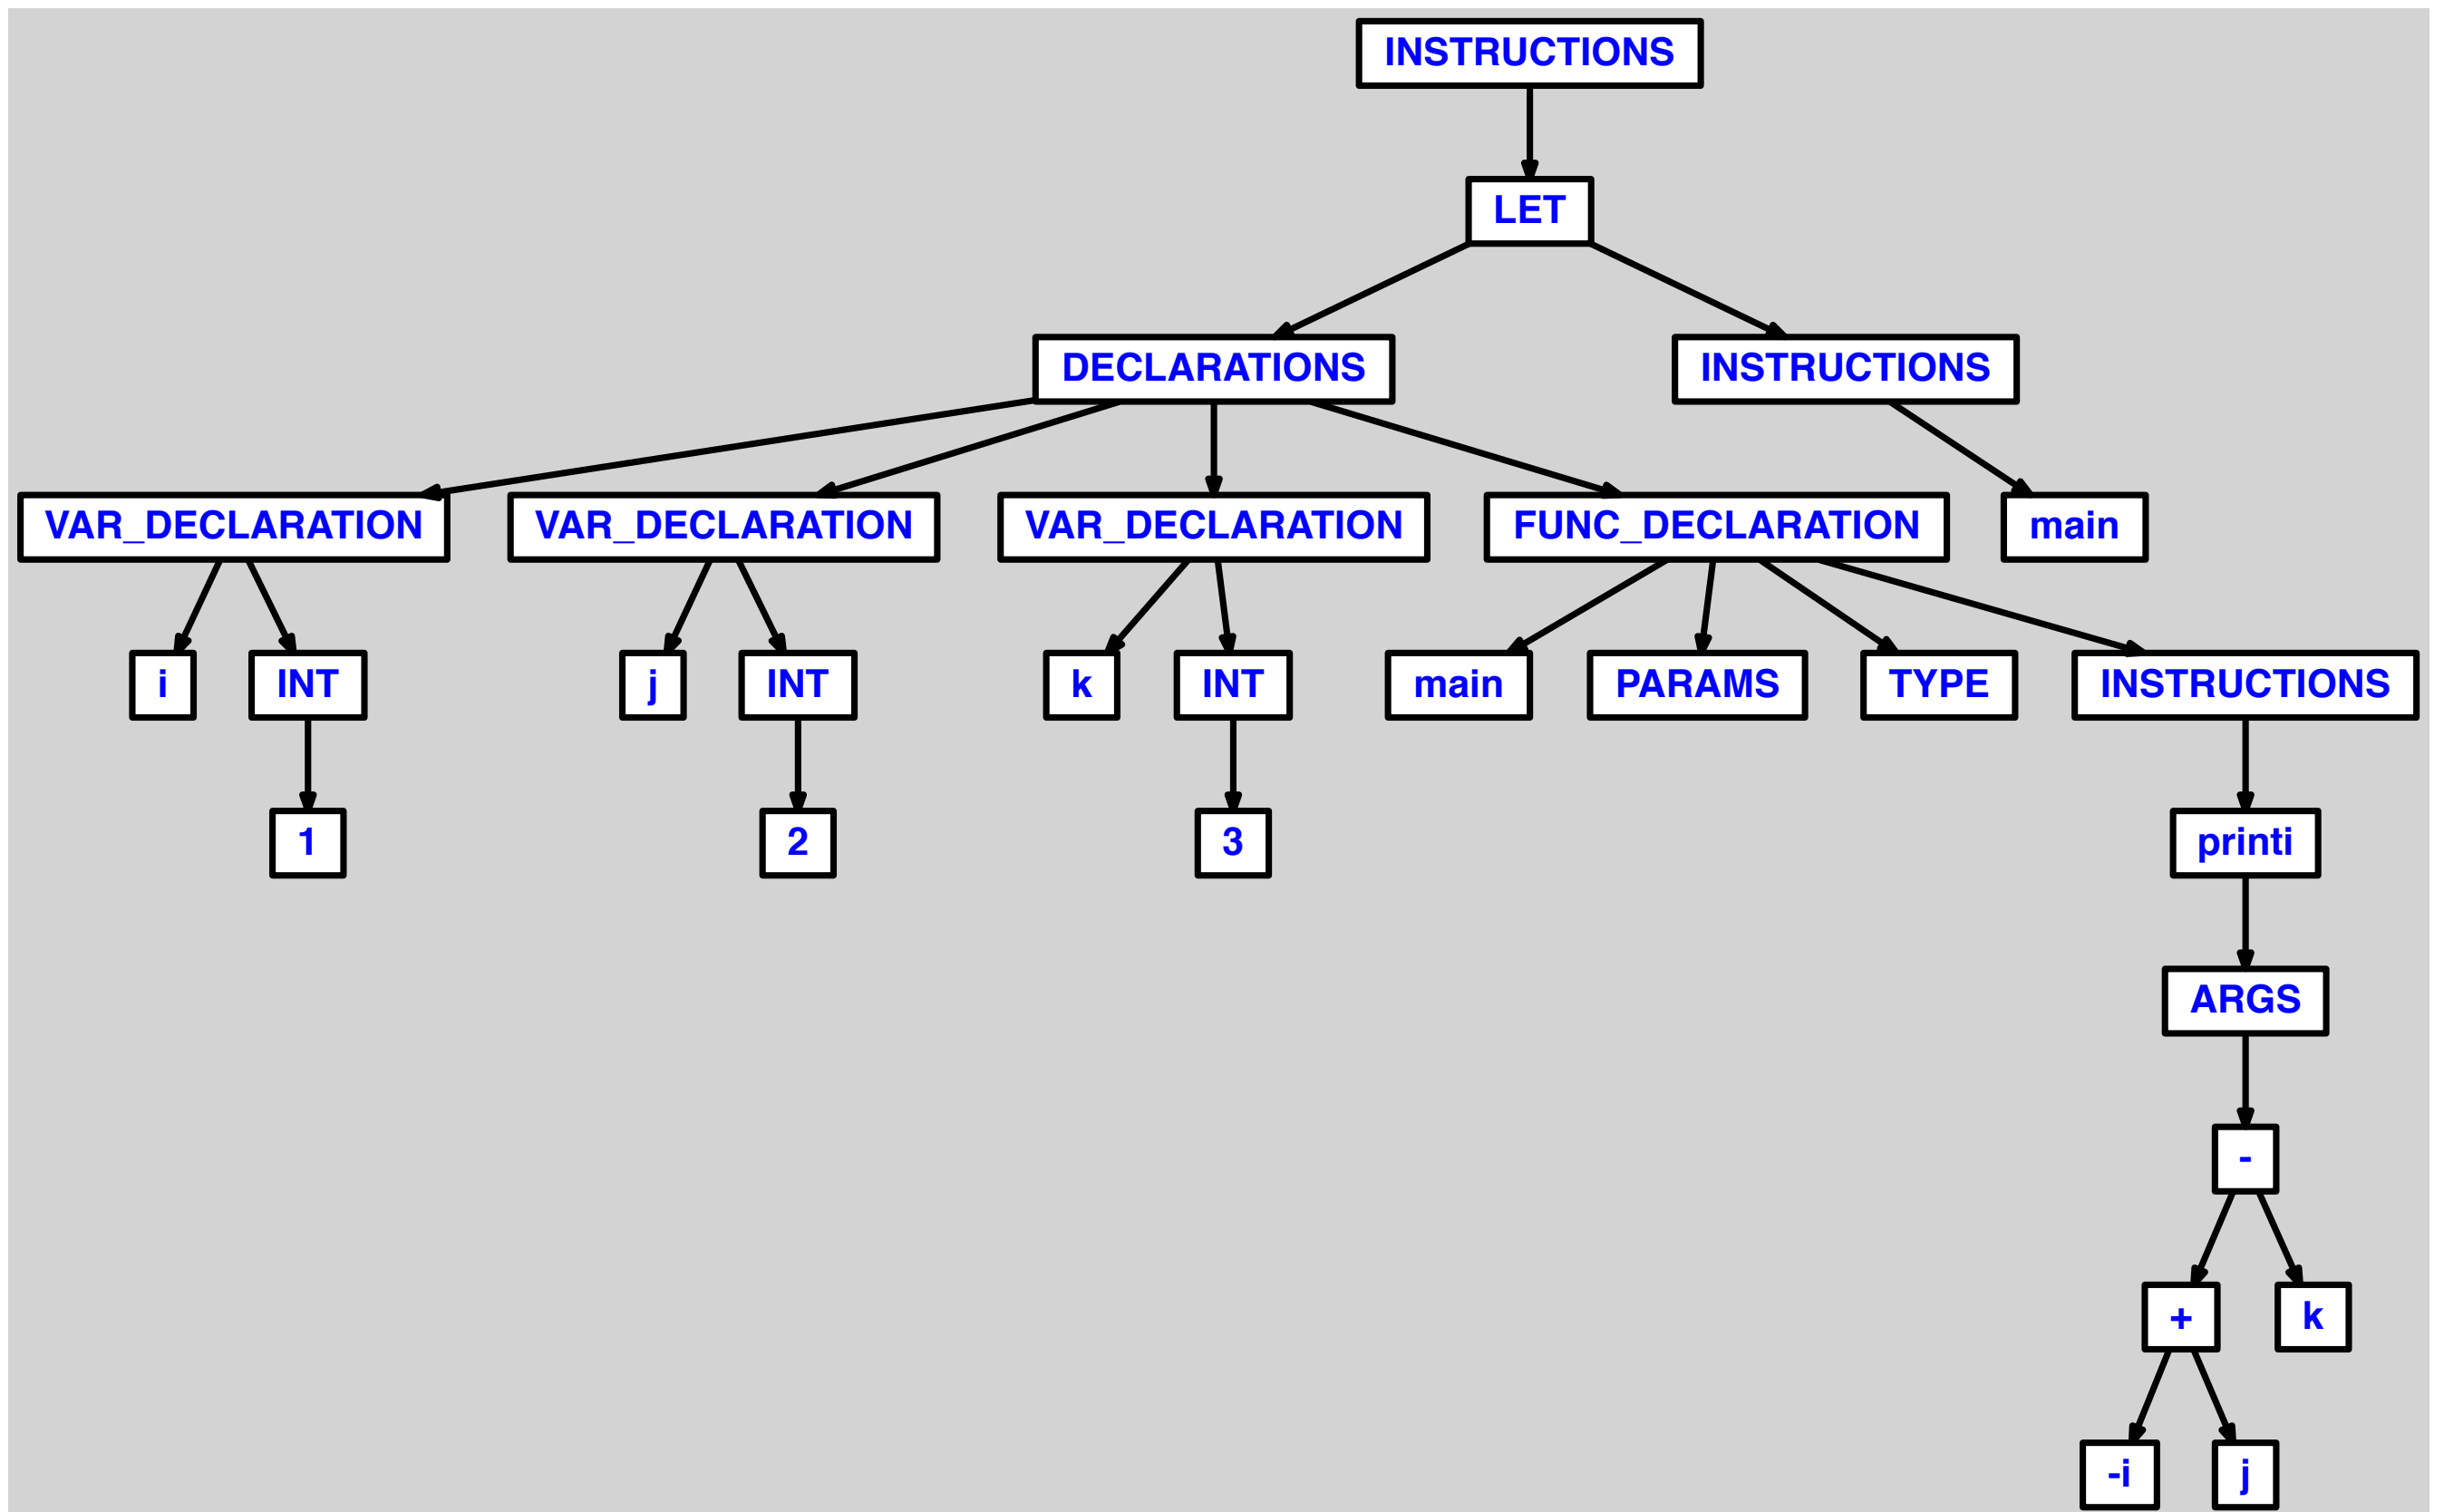 INSTRUCTIONS
LET
DECLARATIONS
INSTRUCTIONS
VAR_DECLARATION
VAR_DECLARATION
VAR_DECLARATION
FUNC_DECLARATION
main
i
INT
j
INT
k
INT
main
PARAMS
TYPE
INSTRUCTIONS
1
2
3
printi
ARGS
-
+
k
-i
j